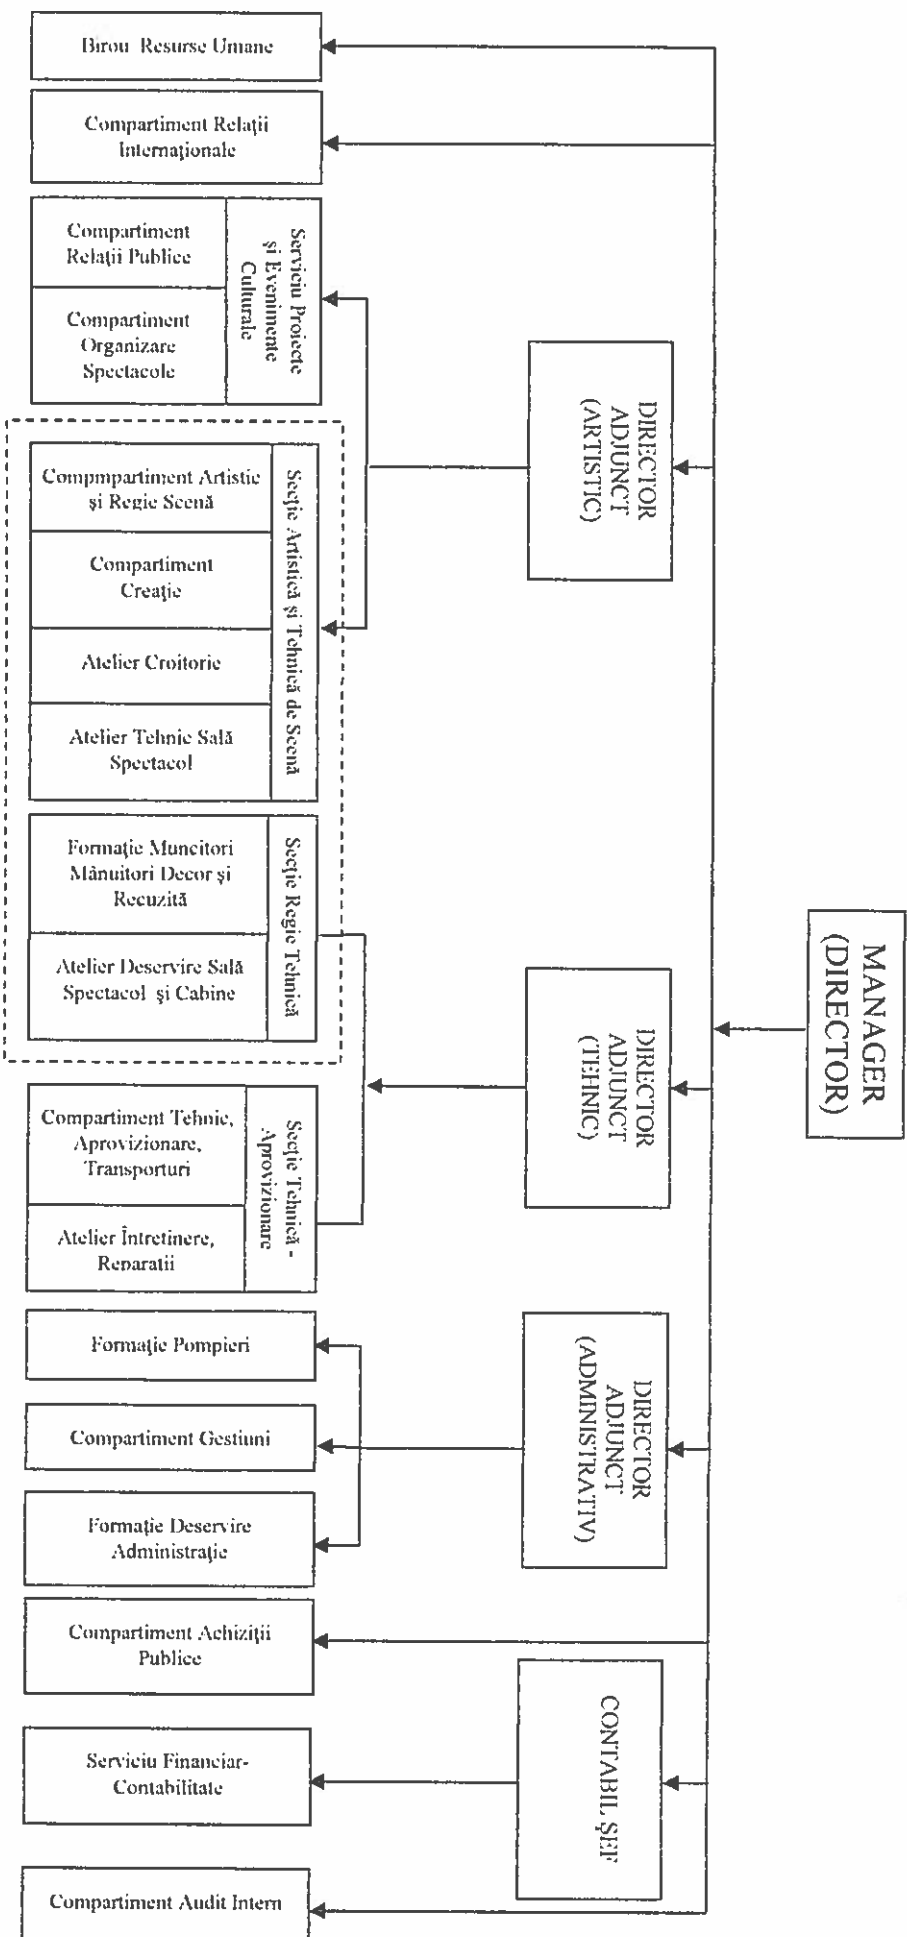 MANAGER
(DIRECTOR)
DIRECTOR
ADJUNCT
(ARTISTIC)
DIRECTOR
ADJUNCT
(TEHNIC)
DIRECTOR
ADJUNCT
(ADMINISTRATIV)
CONTABIL ŞEF
Birou Resurse Umane
Compartiment Relaţii
Internaţionale
Serviciu Proiecte
şi Evenimente
Culturale
Compartiment
Relaţii Publice
Compartiment
Organizare
Spectacole
Secţie Artistică şi Tehnică de Scenă
Compmpartiment Artistic
şi Regie Scenă
Compartiment
Creaţie
Atelier Croitorie
Atelier Tehnic Sală
Spectacol
Secţie Regie Tehnică
Formaţie Muncitori
Mânuitori Decor şi
Recuzită
Atelier Deservire Sală
Spectacol şi Cabine
Secţie Tehnică -
Aprovizionare
Compartiment Tehnic,
Aprovizionare,
Transporturi
Atelier Întretinere,
Reparatii
Formaţie Pompieri
Compartiment Gestiuni
Formaţie Deservire
Administraţie
Compartiment Achiziţii
Publice
Serviciu Financiar-
Contabilitate
Compartiment Audit Intern